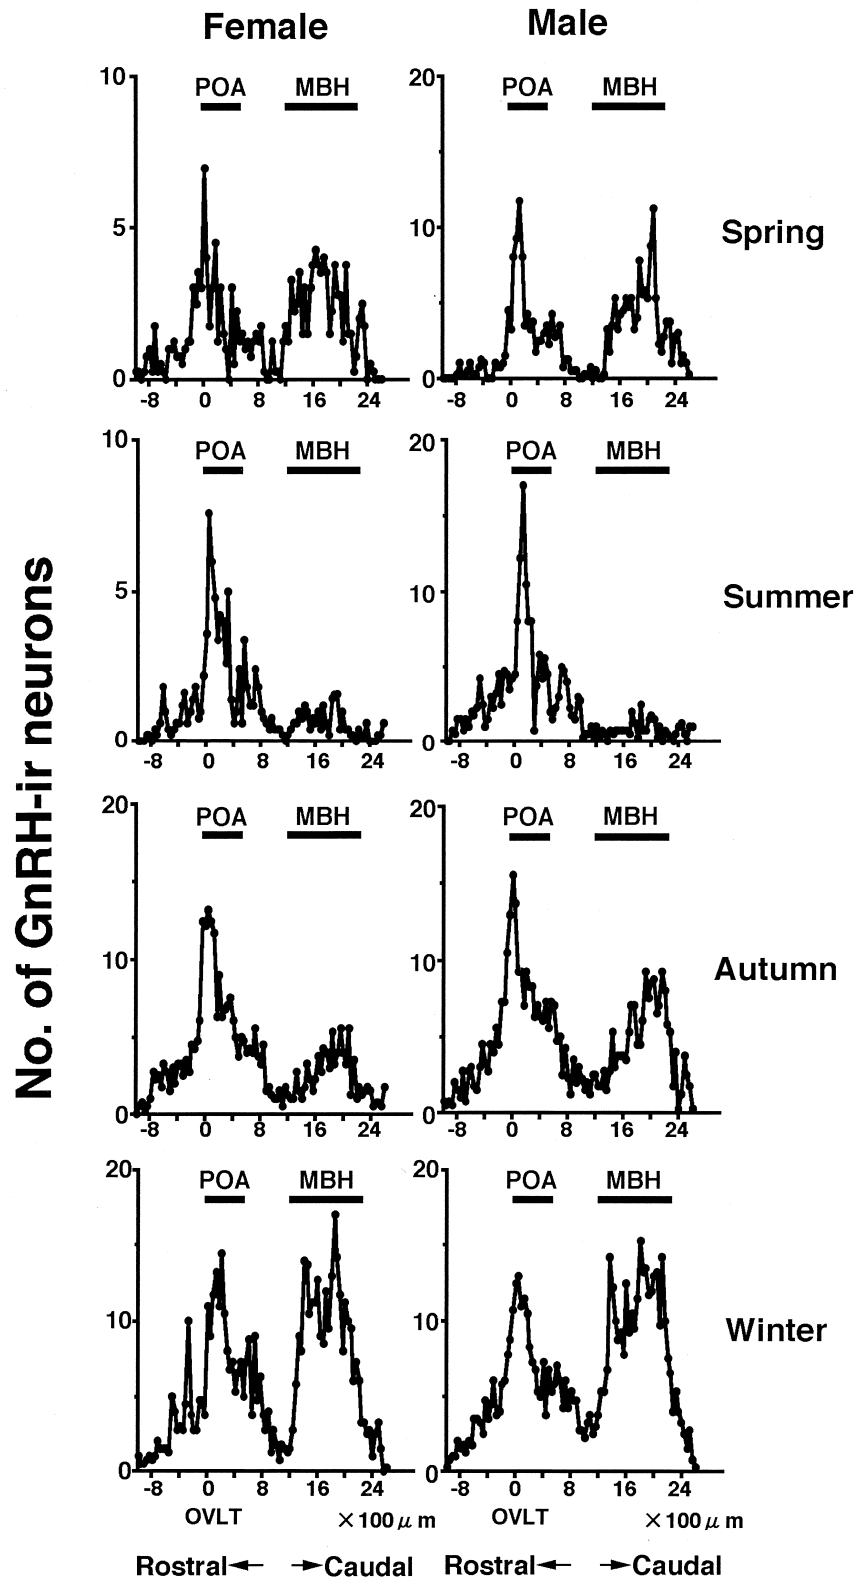 Female Male
No. of GnRH-ir neurons
10 POA MBH 20 POA MBH
5 10 Spring
0 0
-8 0 8 16 24 -8 0 8 16 24
10 POA MBH 20 POA MBH
5 10 Summer
0 0
-8 0 8 16 24 -8 0 8 16 24
20 POA MBH 20 POA MBH
10 10 Autumn
0 0
-8 0 8 16 24 -8 0 8 16 24
20 POA MBH 20 POA MBH
10 10 Winter
0 0
-8 0 8 16 24 -8 0 8 16 24
OVLT ×100 μ m OVLT ×100 μ m
Rostral← →Caudal Rostral← →Caudal